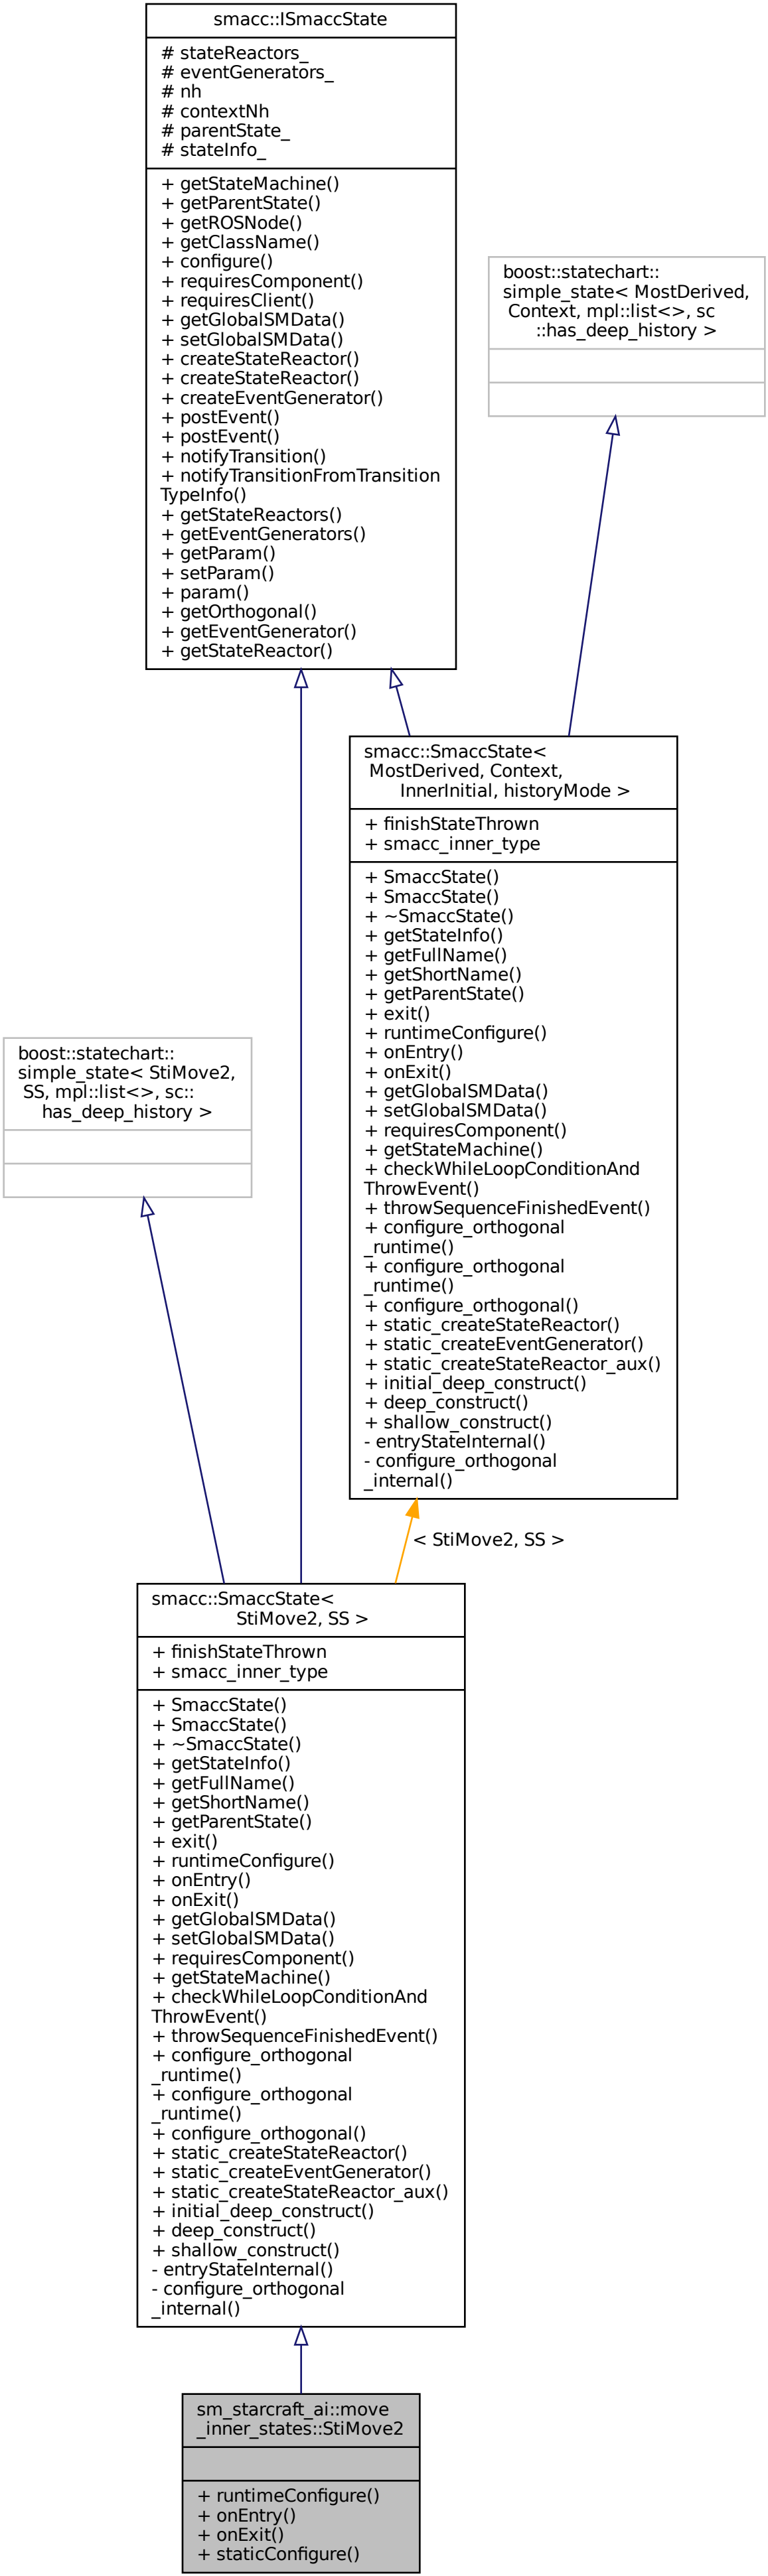 smacc::ISmaccState
# stateReactors_
# eventGenerators_
# nh
# contextNh
# parentState_
# stateInfo_
+ getStateMachine()
+ getParentState()
+ getROSNode()
+ getClassName()
+ configure()
+ requiresComponent()
+ requiresClient()
+ getGlobalSMData()
+ setGlobalSMData()
+ createStateReactor()
+ createStateReactor()
+ createEventGenerator()
+ postEvent()
+ postEvent()
+ notifyTransition()
+ notifyTransitionFromTransition
TypeInfo()
+ getStateReactors()
+ getEventGenerators()
+ getParam()
+ setParam()
+ param()
+ getOrthogonal()
+ getEventGenerator()
+ getStateReactor()
boost::statechart::
simple_state< MostDerived,
Context, mpl::list<>, sc
::has_deep_history >
smacc::SmaccState<
MostDerived, Context,
InnerInitial, historyMode >
+ finishStateThrown
+ smacc_inner_type
+ SmaccState()
+ SmaccState()
+ ~SmaccState()
+ getStateInfo()
+ getFullName()
+ getShortName()
+ getParentState()
+ exit()
+ runtimeConfigure()
+ onEntry()
+ onExit()
+ getGlobalSMData()
+ setGlobalSMData()
+ requiresComponent()
+ getStateMachine()
+ checkWhileLoopConditionAnd
ThrowEvent()
+ throwSequenceFinishedEvent()
+ configure_orthogonal
_runtime()
+ configure_orthogonal
_runtime()
+ configure_orthogonal()
+ static_createStateReactor()
+ static_createEventGenerator()
+ static_createStateReactor_aux()
+ initial_deep_construct()
+ deep_construct()
+ shallow_construct()
- entryStateInternal()
- configure_orthogonal
_internal()
boost::statechart::
simple_state< StiMove2,
SS, mpl::list<>, sc::
has_deep_history >
< StiMove2, SS >
smacc::SmaccState<
StiMove2, SS >
+ finishStateThrown
+ smacc_inner_type
+ SmaccState()
+ SmaccState()
+ ~SmaccState()
+ getStateInfo()
+ getFullName()
+ getShortName()
+ getParentState()
+ exit()
+ runtimeConfigure()
+ onEntry()
+ onExit()
+ getGlobalSMData()
+ setGlobalSMData()
+ requiresComponent()
+ getStateMachine()
+ checkWhileLoopConditionAnd
ThrowEvent()
+ throwSequenceFinishedEvent()
+ configure_orthogonal
_runtime()
+ configure_orthogonal
_runtime()
+ configure_orthogonal()
+ static_createStateReactor()
+ static_createEventGenerator()
+ static_createStateReactor_aux()
+ initial_deep_construct()
+ deep_construct()
+ shallow_construct()
- entryStateInternal()
- configure_orthogonal
_internal()
sm_starcraft_ai::move
_inner_states::StiMove2
+ runtimeConfigure()
+ onEntry()
+ onExit()
+ staticConfigure()